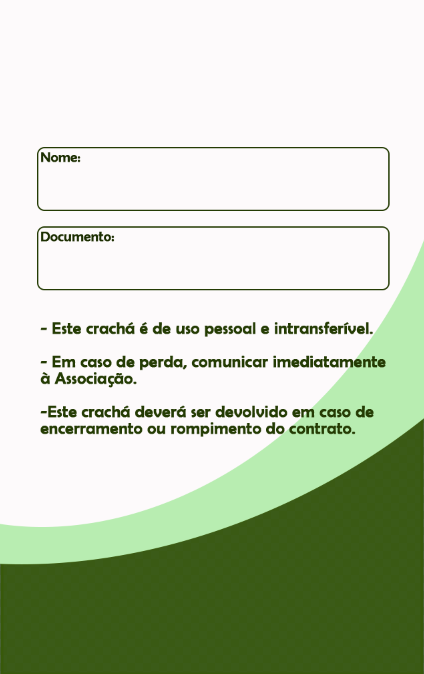 Nome:
Documento:
- Este crachá é de uso pessoal e intransferível.
- Em caso de perda, comunicar imediatamente
à Associação.
-Este crachá deverá ser devolvido em caso de
encerramento ou rompimento do contrato.